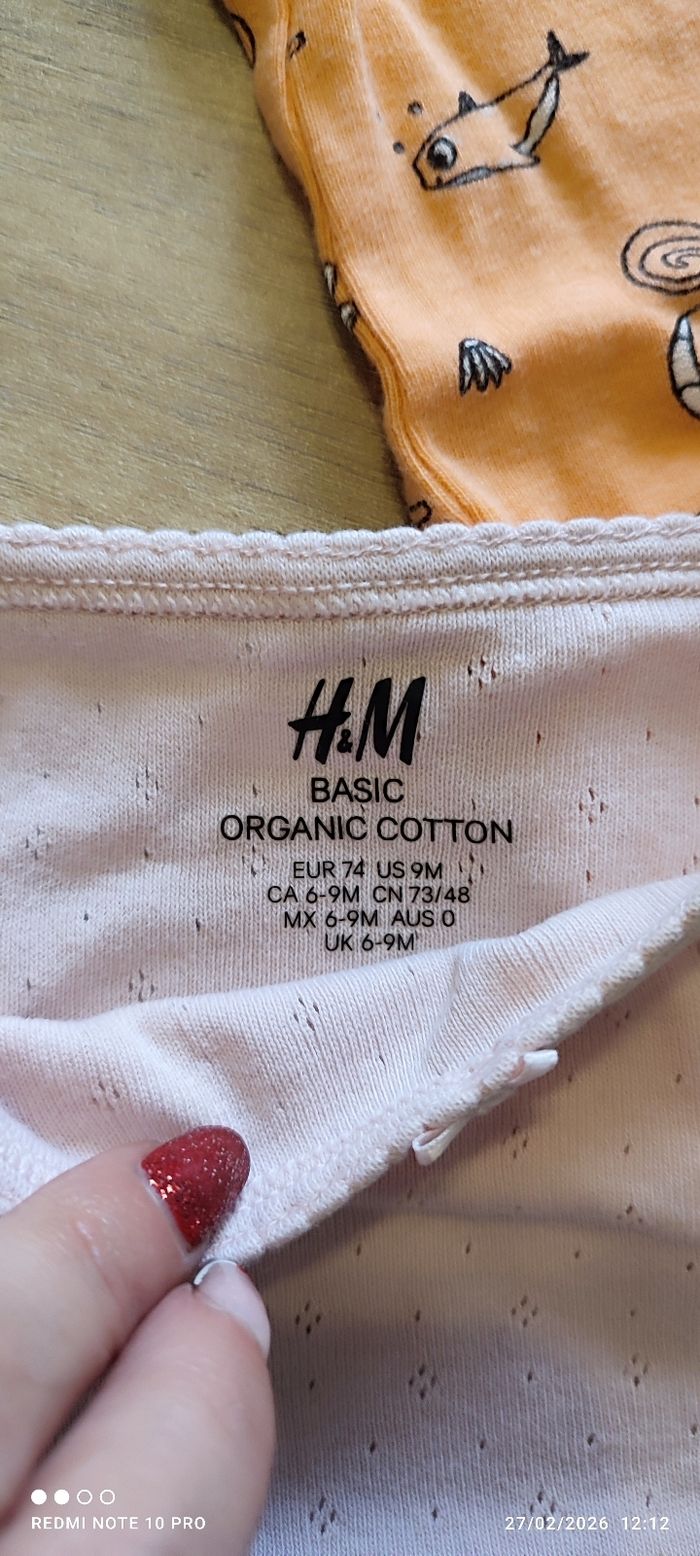 H&M
BASIC
ORGANIC COTTON
EUR 74 US 9M
CA 6-9M CN 73/48
MX 6-9M AUS 0
UK 6-9M
REDMI NOTE 10 PRO
27/02/2026 12:12